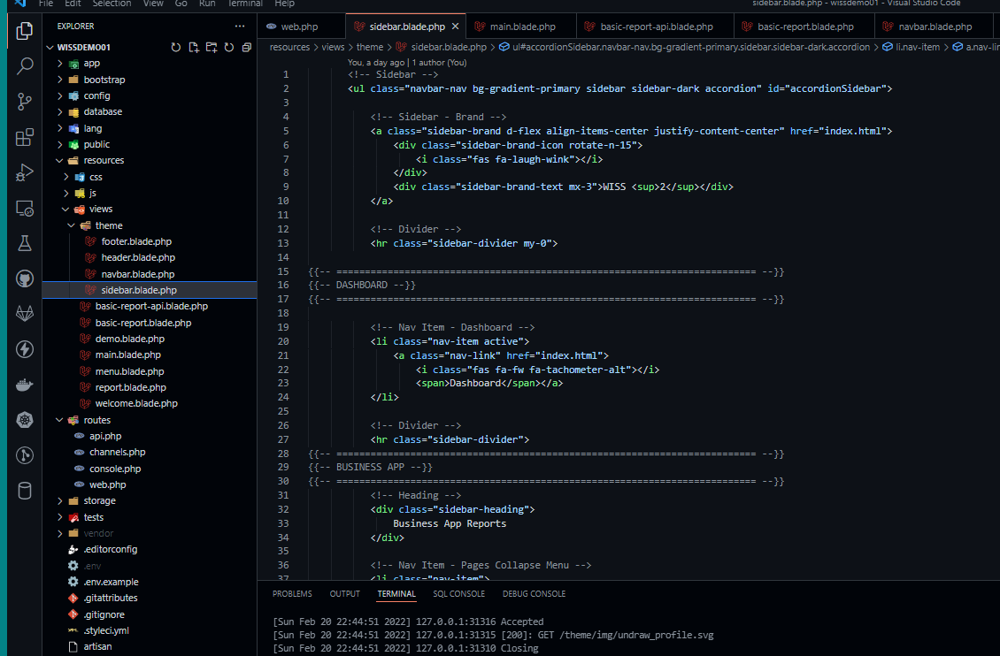 File Edit Selection View Go Run Terminal Help sidebar.blade.php - wissdemo01 - Visual Studio Code
EXPLORER
WISSDEMO01
app
bootstrap
config
database
lang
public
resources
css
js
views
theme
footer.blade.php
header.blade.php
navbar.blade.php
sidebar.blade.php
basic-report-api.blade.php
basic-report.blade.php
demo.blade.php
main.blade.php
menu.blade.php
report.blade.php
welcome.blade.php
routes
api.php
channels.php
console.php
web.php
storage
tests
vendor
.editorconfig
.env
.env.example
.gitattributes
.gitignore
.styleci.yml
artisan
web.php sidebar.blade.php main.blade.php basic-report-api.blade.php basic-report.blade.php navbar.blade.php
resources > views > theme > sidebar.blade.php > ul#accordionSidebar.navbar-nav.bg-gradient-primary.sidebar.sidebar-dark.accordion > li.nav-item > a.nav-lin
You, a day ago | 1 author (You)
1 <!-- Sidebar -->
2 <ul class="navbar-nav bg-gradient-primary sidebar sidebar-dark accordion" id="accordionSidebar">
3
4 <!-- Sidebar - Brand -->
5 <a class="sidebar-brand d-flex align-items-center justify-content-center" href="index.html">
6 <div class="sidebar-brand-icon rotate-n-15">
7 <i class="fas fa-laugh-wink"></i>
8 </div>
9 <div class="sidebar-brand-text mx-3">WISS <sup>2</sup></div>
10 </a>
11
12 <!-- Divider -->
13 <hr class="sidebar-divider my-0">
14
15 {{-- ========================================================================== --}}
16 {{-- DASHBOARD --}}
17 {{-- ========================================================================== --}}
18
19 <!-- Nav Item - Dashboard -->
20 <li class="nav-item active">
21 <a class="nav-link" href="index.html">
22 <i class="fas fa-fw fa-tachometer-alt"></i>
23 <span>Dashboard</span></a>
24 </li>
25
26 <!-- Divider -->
27 <hr class="sidebar-divider">
28 {{-- ========================================================================== --}}
29 {{-- BUSINESS APP --}}
30 {{-- ========================================================================== --}}
31 <!-- Heading -->
32 <div class="sidebar-heading">
33 Business App Reports
34 </div>
35
36 <!-- Nav Item - Pages Collapse Menu -->
37 <li class="nav-item">
PROBLEMS OUTPUT TERMINAL SQL CONSOLE DEBUG CONSOLE
[Sun Feb 20 22:44:51 2022] 127.0.0.1:31316 Accepted
[Sun Feb 20 22:44:51 2022] 127.0.0.1:31315 [200]: GET /theme/img/undraw_profile.svg
[Sun Feb 20 22:44:51 2022] 127.0.0.1:31310 Closing